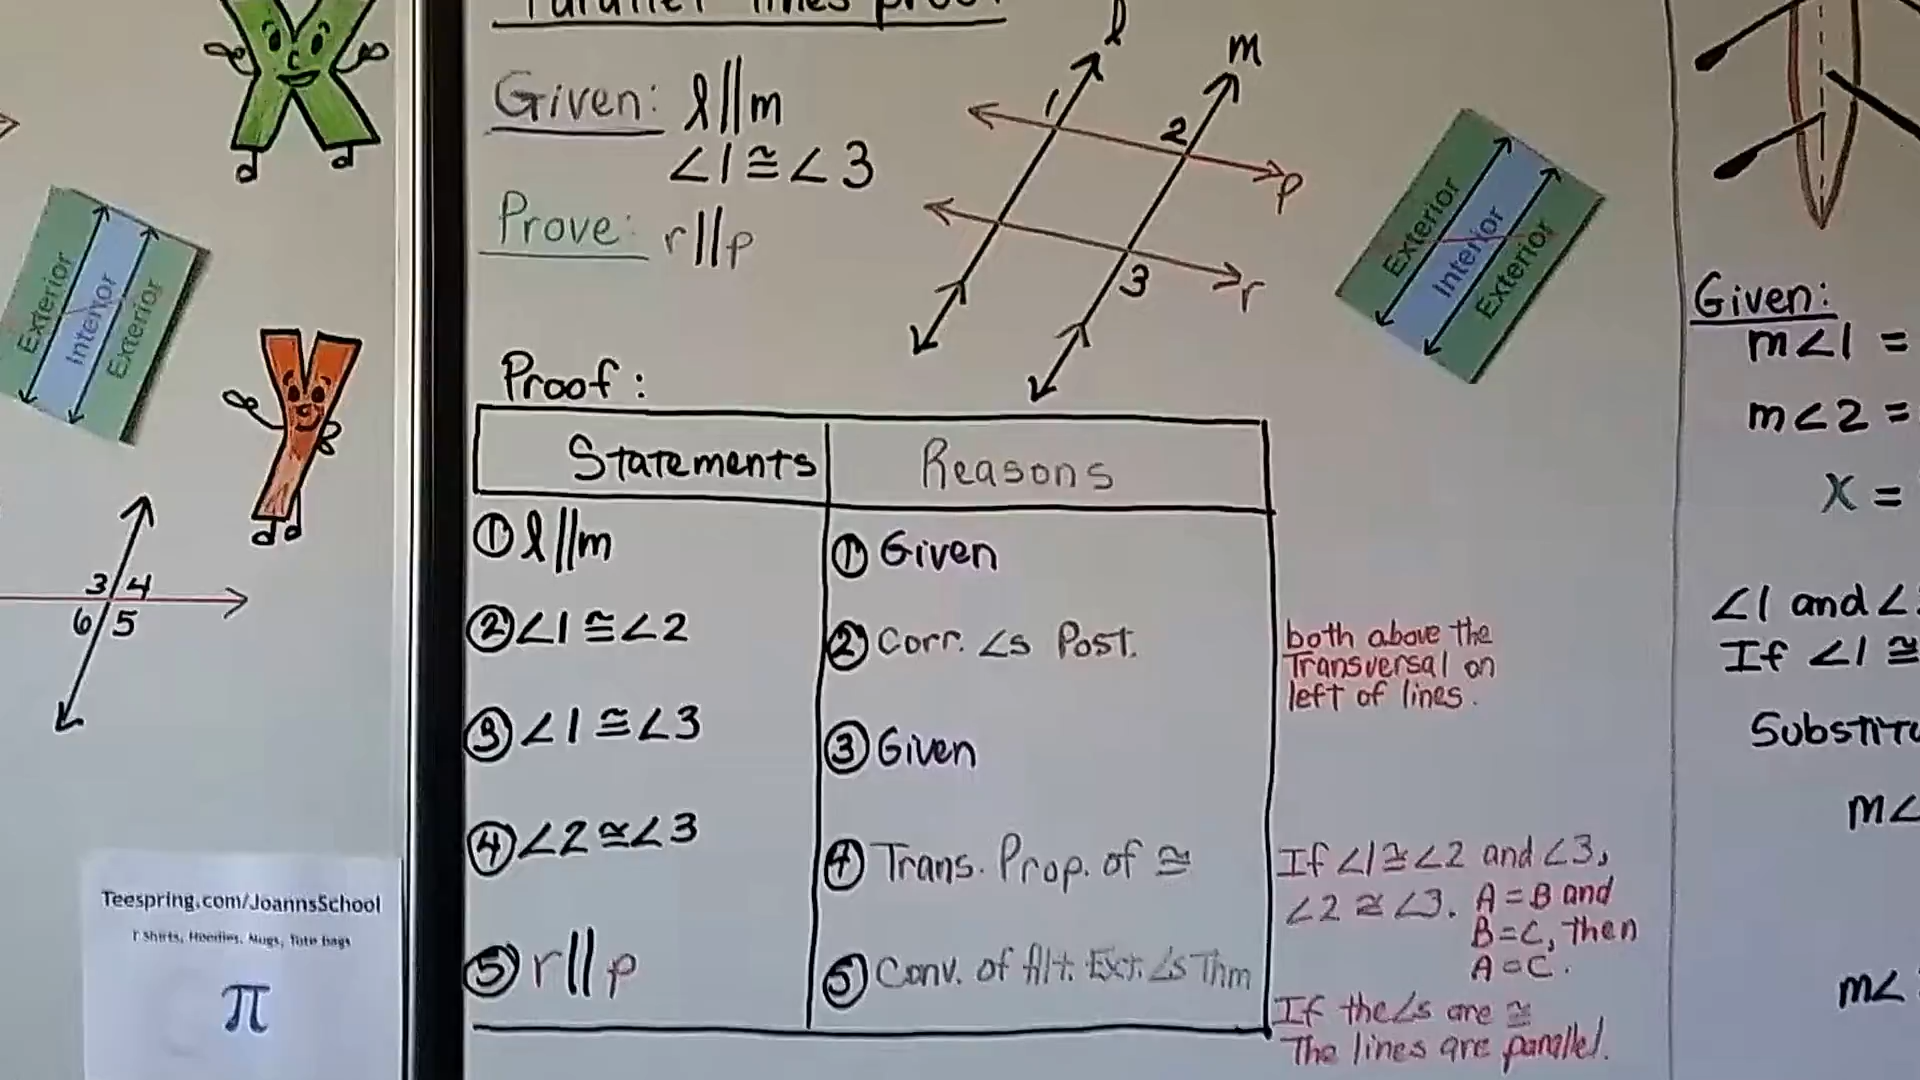 Parallel lines proof
Given: l||m
∠1≅∠3
Prove: r||p
l
m
1
2
p
3
r
Exterior
Interior
Exterior
Exterior
Interior
Exterior
3 4
6 5
Proof:
Statements Reasons
① l||m ① Given
② ∠1≅∠2 ② Corr. ∠s Post.
both above the
Transversal on
left of lines.
③ ∠1≅∠3 ③ Given
④ ∠2≅∠3 ④ Trans. Prop. of ≅
If ∠1≅∠2 and ∠3,
∠2≅∠3. A=B and
B=C, then
A=C.
⑤ r||p ⑤ Conv. of Alt. Ext. ∠s Thm
If the ∠s are ≅
The lines are parallel.
Teespring.com/JoannsSchool
T Shirts, Hoodies, Mugs, Tote bags
π
Given:
m∠1 =
m∠2 =
X =
∠1 and ∠
If ∠1 ≅
m∠
m∠